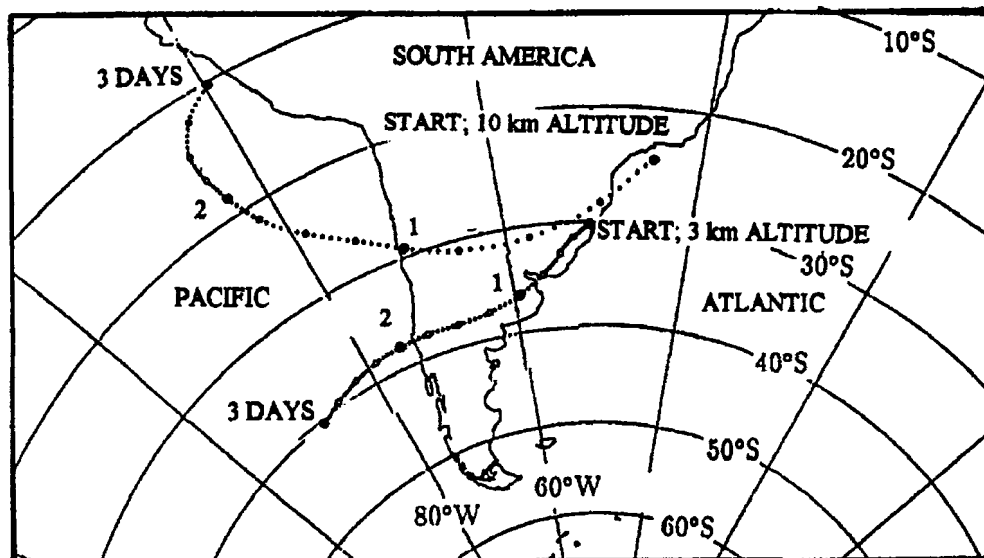 10°S
SOUTH AMERICA
3 DAYS
START; 10 km ALTITUDE
20°S
2
1
START; 3 km ALTITUDE
30°S
1
PACIFIC
ATLANTIC
2
40°S
3 DAYS
50°S
60°W
80°W
60°S